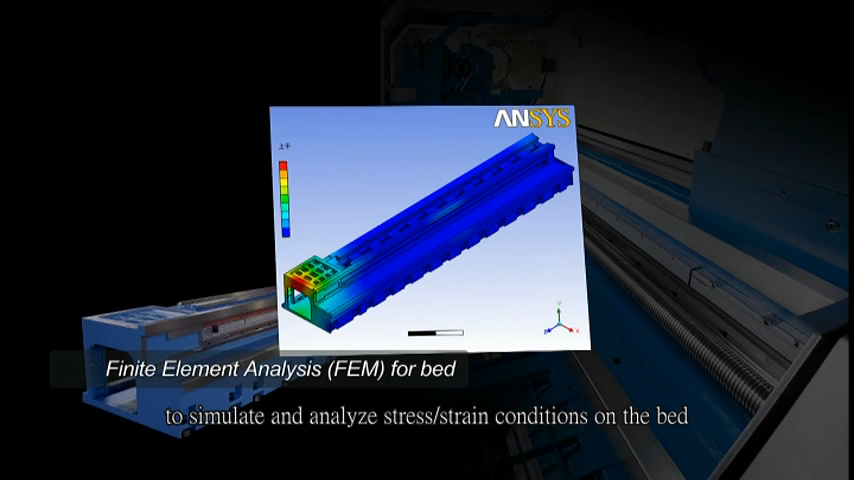 ANSYS
Finite Element Analysis (FEM) for bed
to simulate and analyze stress/strain conditions on the bed